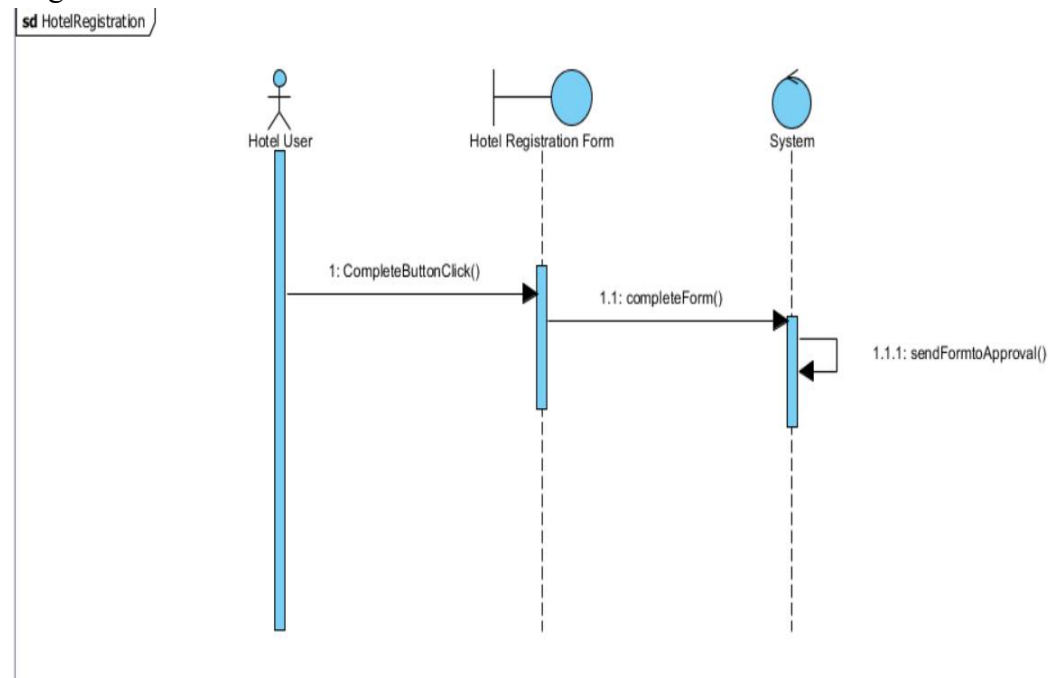 sd HotelRegistration
Hotel User
Hotel Registration Form
System
1: CompleteButtonClick()
1.1: completeForm()
1.1.1: sendFormtoApproval()